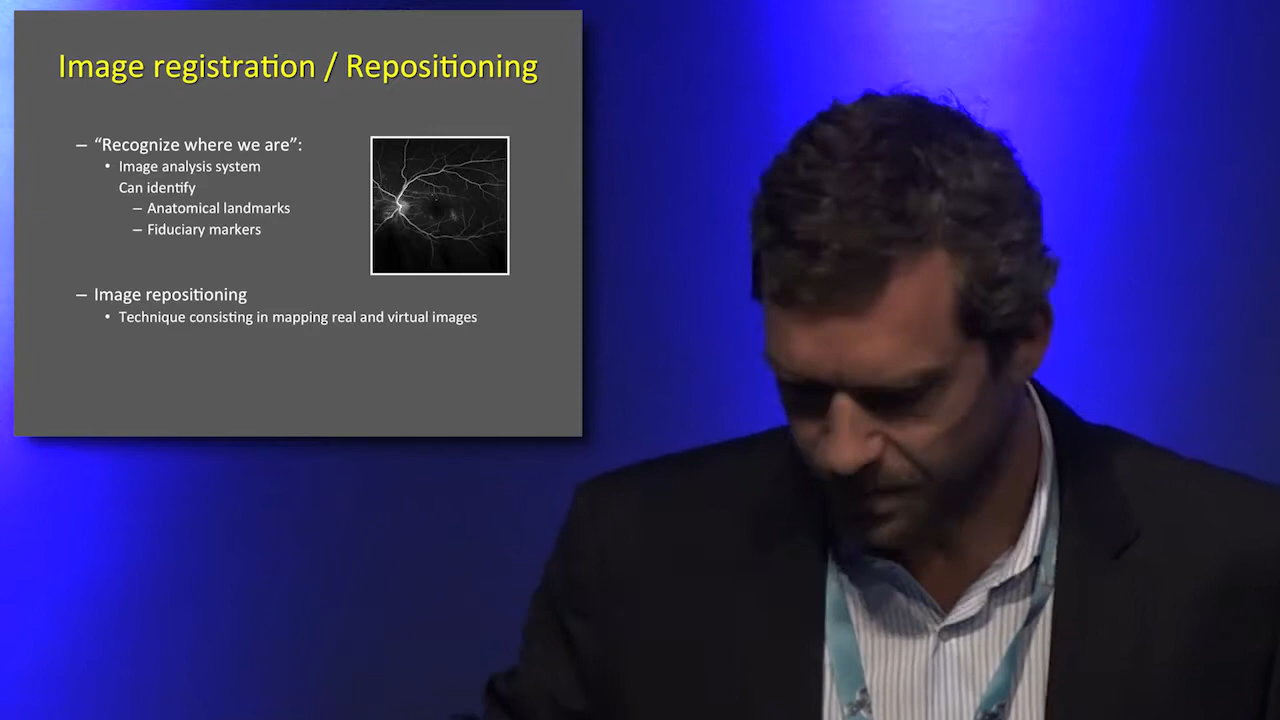 Image registration / Repositioning
– “Recognize where we are”:
• Image analysis system
Can identify
– Anatomical landmarks
– Fiduciary markers
– Image repositioning
• Technique consisting in mapping real and virtual images